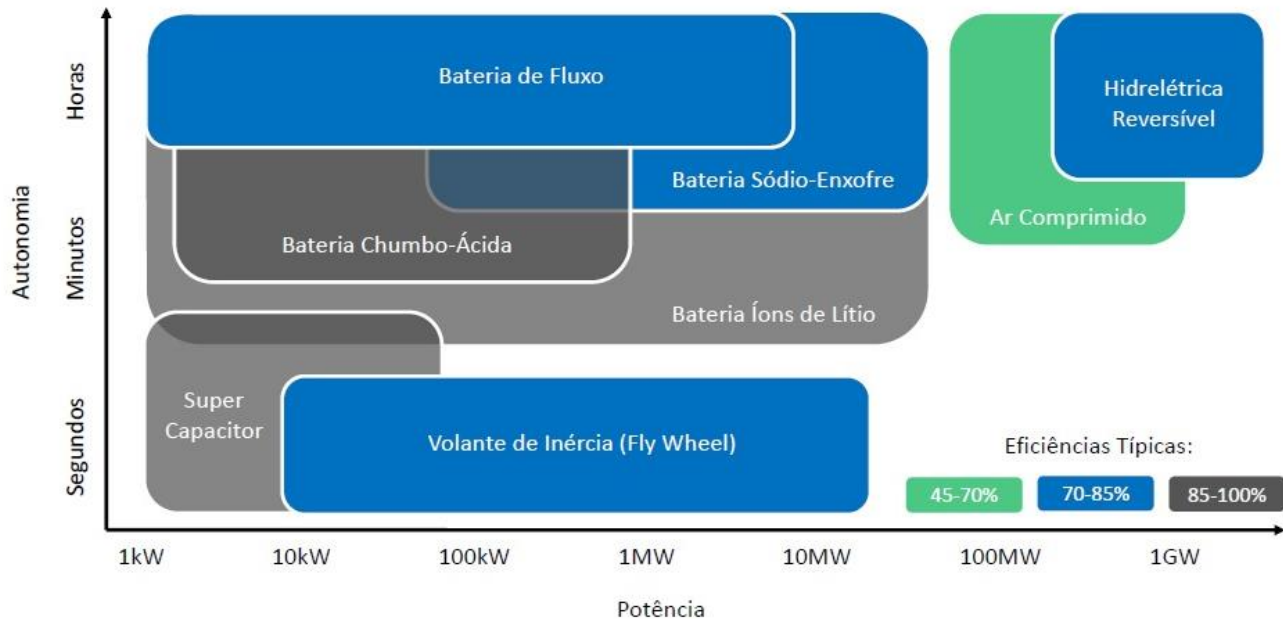 Autonomia
Horas
Minutos
Segundos
Bateria de Fluxo
Hidrelétrica
Reversível
Bateria Sódio-Enxofre
Ar Comprimido
Bateria Chumbo-Ácida
Bateria Íons de Lítio
Super
Capacitor
Volante de Inércia (Fly Wheel)
Eficiências Típicas:
45-70%
70-85%
85-100%
1kW
10kW
100kW
1MW
10MW
100MW
1GW
Potência